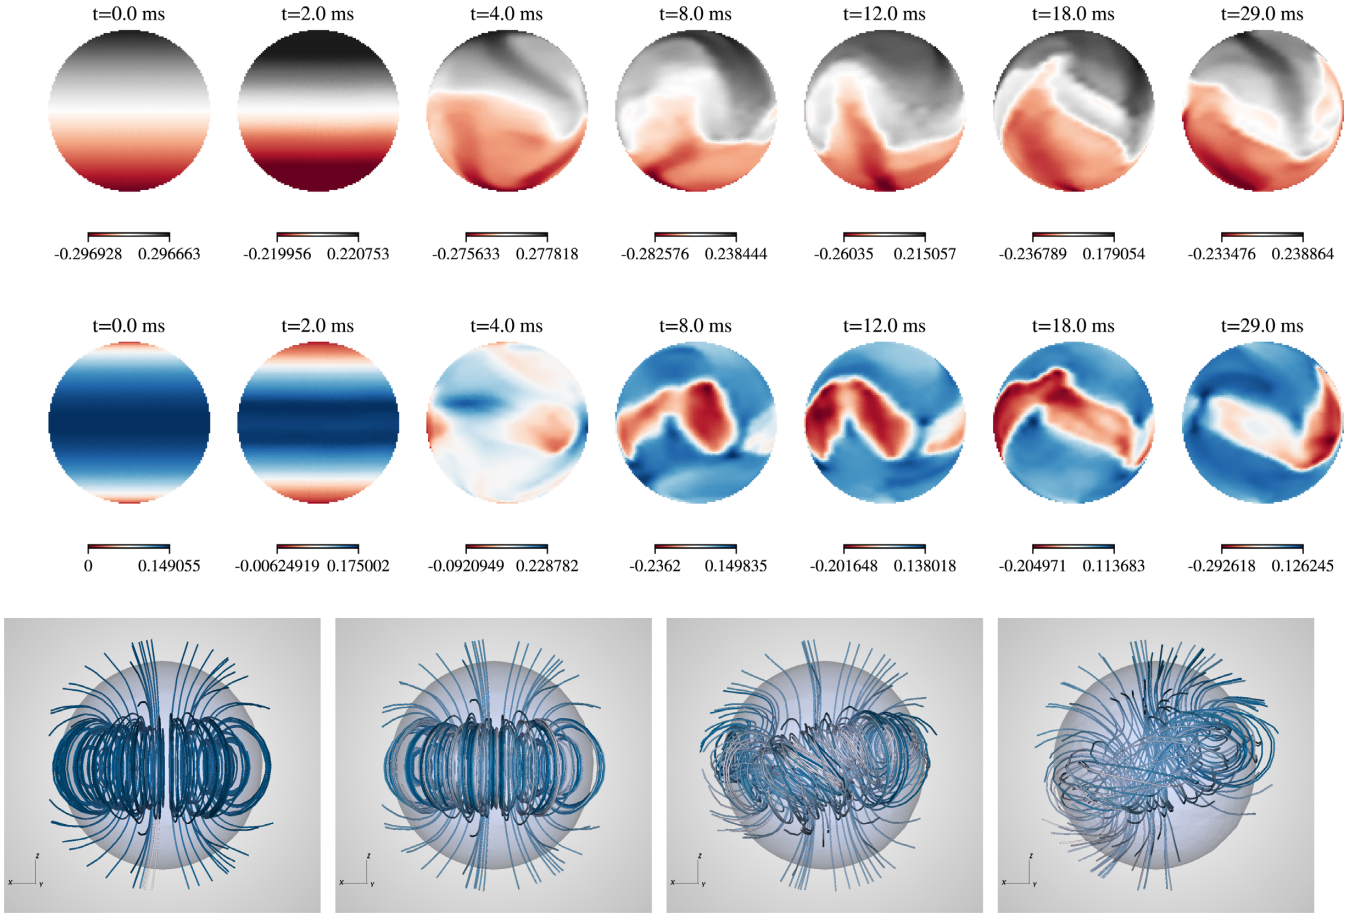 t=0.0 ms t=2.0 ms t=4.0 ms t=8.0 ms t=12.0 ms t=18.0 ms t=29.0 ms
-0.296928 0.296663 -0.219956 0.220753 -0.275633 0.277818 -0.282576 0.238444 -0.26035 0.215057 -0.236789 0.179054 -0.233476 0.238864
t=0.0 ms t=2.0 ms t=4.0 ms t=8.0 ms t=12.0 ms t=18.0 ms t=29.0 ms
0 0.149055 -0.00624919 0.175002 -0.0920949 0.228782 -0.2362 0.149835 -0.201648 0.138018 -0.204971 0.113683 -0.292618 0.126245
Z Z Z Z
X Y X Y X Y X Y